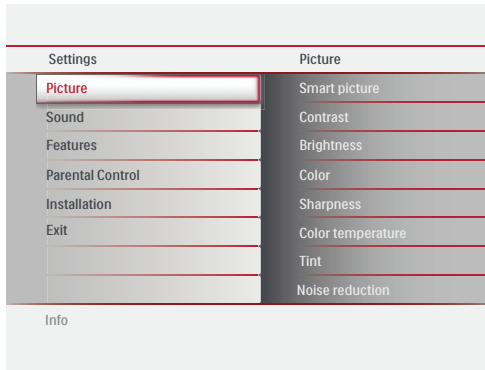 Settings
Picture
Picture
Sound
Features
Parental Control
Installation
Exit
Smart picture
Contrast
Brightness
Color
Sharpness
Color temperature
Tint
Noise reduction
Info